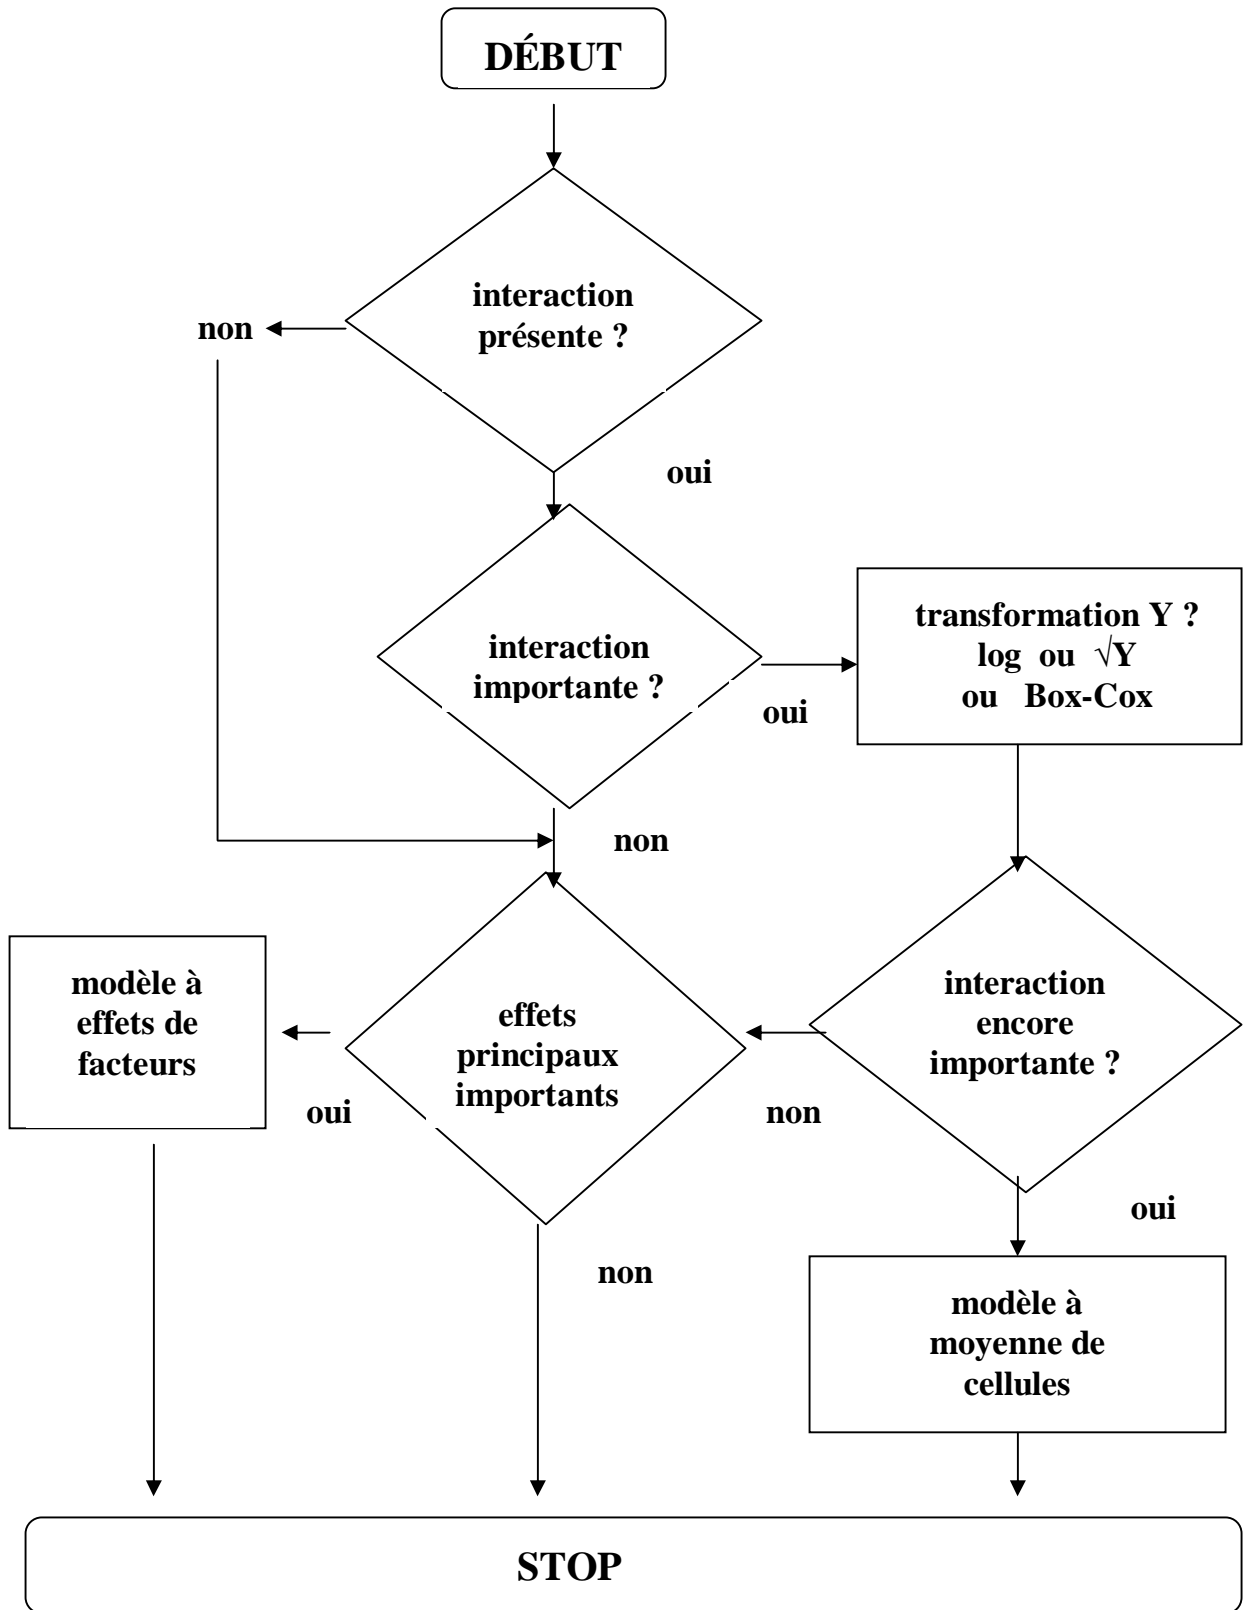 DÉBUT
interaction
présente ?
non
oui
interaction
importante ?
oui
transformation Y ?
log ou √Y
ou Box-Cox
non
modèle à
effets de
facteurs
oui
effets
principaux
importants
non
interaction
encore
importante ?
oui
non
modèle à
moyenne de
cellules
STOP